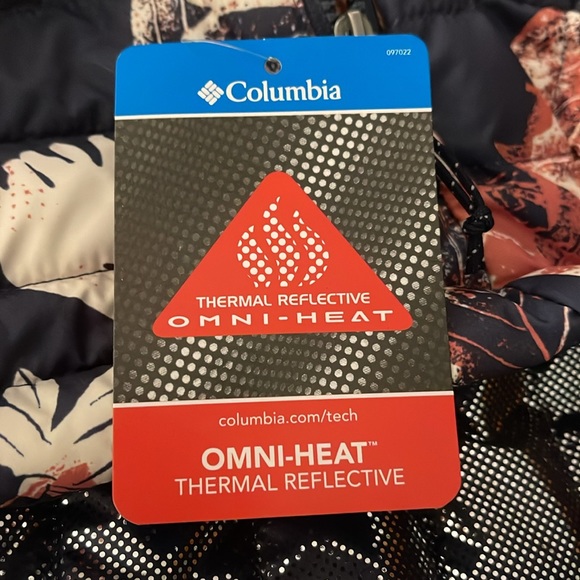 097022
Columbia
THERMAL REFLECTIVE
OMNI-HEAT
columbia.com/tech
OMNI-HEAT™
THERMAL REFLECTIVE